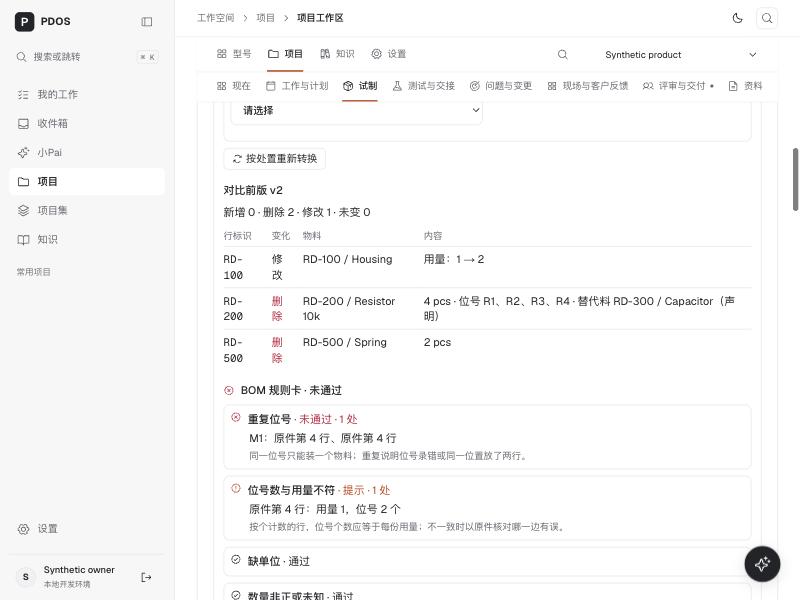 P PDOS
搜索或跳转 ⌘ K
我的工作
收件箱
小Pai
项目
项目集
知识
常用项目
设置
S Synthetic owner
本地开发环境
工作空间 > 项目 > 项目工作区
型号 项目 知识 设置 Synthetic product
现在 工作与计划 试制 测试与交接 问题与变更 现场与客户反馈 评审与交付 • 资料
请选择
按处置重新转换
对比前版 v2
新增 0 · 删除 2 · 修改 1 · 未变 0
行标识 变化 物料 内容
RD-100 修改 RD-100 / Housing 用量：1 → 2
RD-200 删除 RD-200 / Resistor 10k 4 pcs · 位号 R1、R2、R3、R4 · 替代料 RD-300 / Capacitor（声明）
RD-500 删除 RD-500 / Spring 2 pcs
BOM 规则卡 · 未通过
重复位号 · 未通过 · 1 处
M1：原件第 4 行、原件第 4 行
同一位号只能装一个物料；重复说明位号录错或同一位置放了两行。
位号数与用量不符 · 提示 · 1 处
原件第 4 行：用量 1，位号 2 个
按个计数的行，位号个数应等于每份用量；不一致时以原件核对哪一边有误。
缺单位 · 通过
数量非正或未知 · 通过